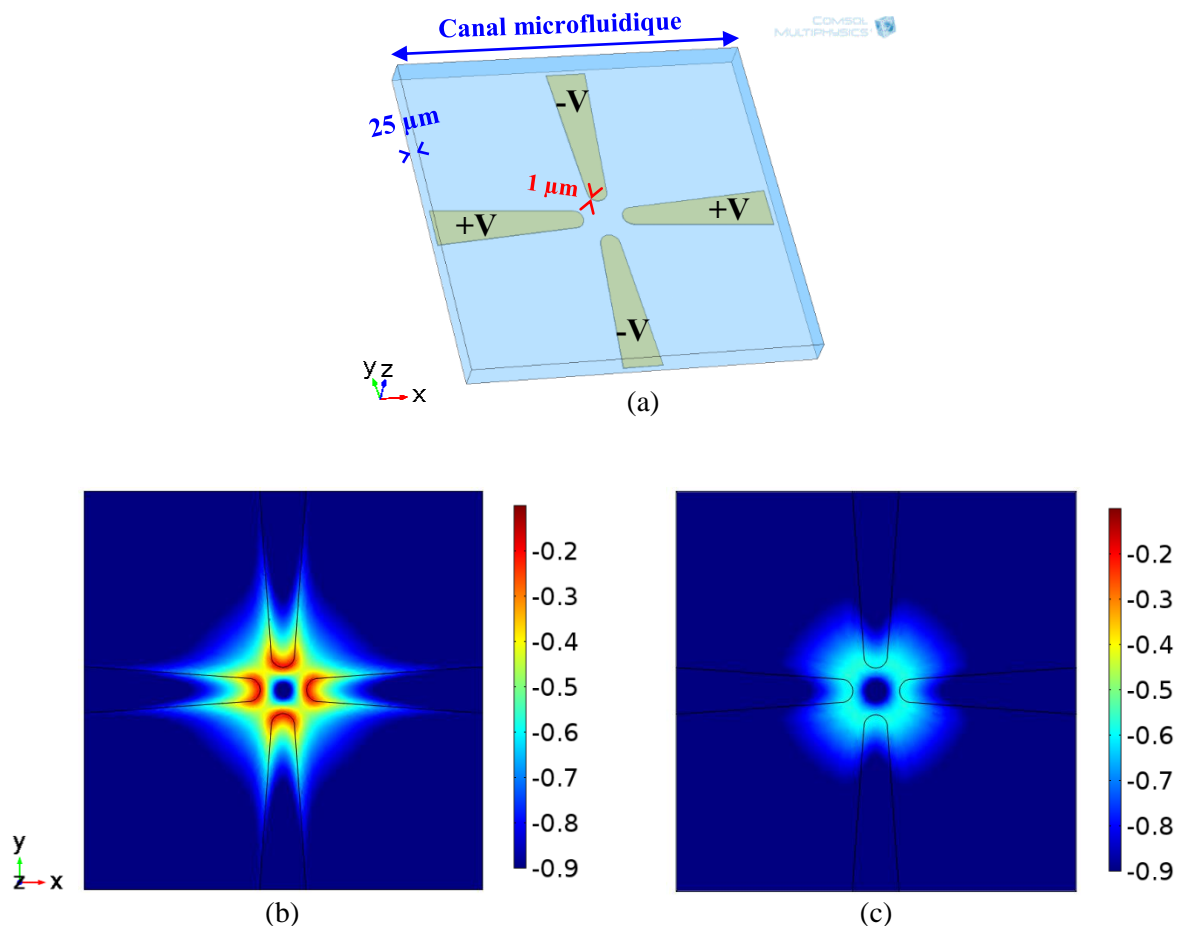 Canal microfluidique
COMSOL
MULTIPHYSICS
-V
25 µm
1 µm
+V
+V
-V
y z
x
(a)
-0.2
-0.3
-0.4
-0.5
-0.6
-0.7
-0.8
-0.9
y
z x
(b)
-0.2
-0.3
-0.4
-0.5
-0.6
-0.7
-0.8
-0.9
(c)